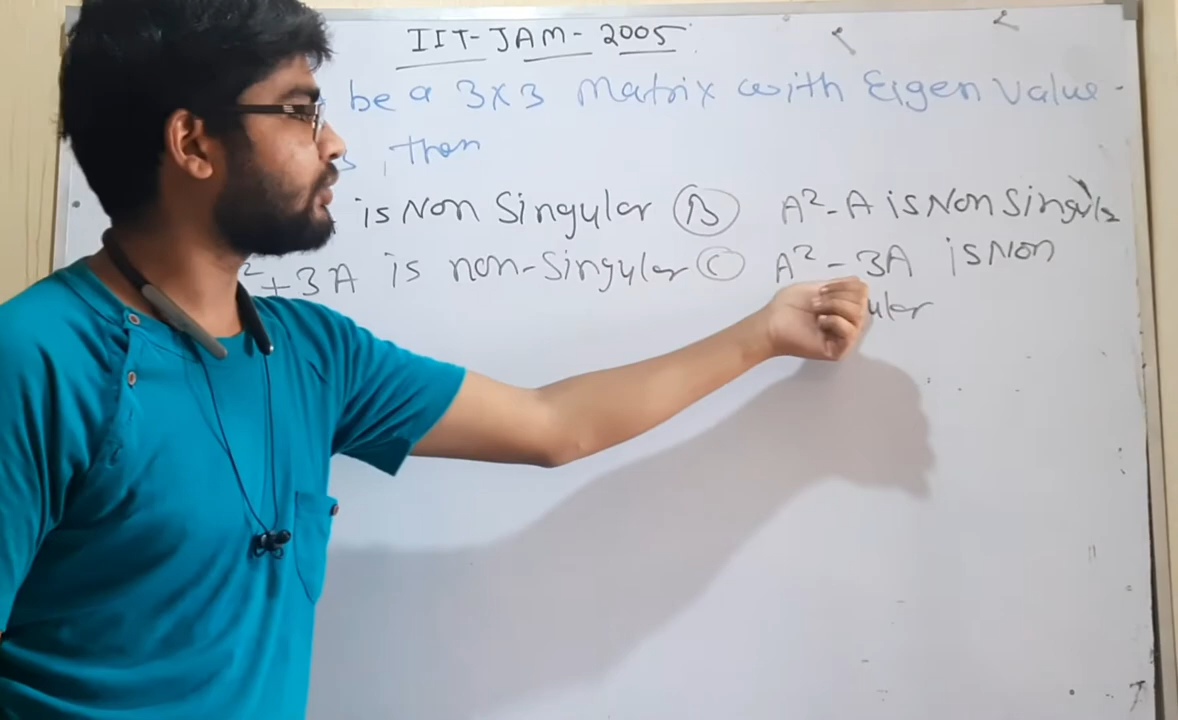 IIT-JAM-2005
be a 3x3 Matrix with Eigen Value -
, then
is Non Singular (B) A²-A is Non Singula
²+3A is non-Singular (C) A²-3A is Non
ular